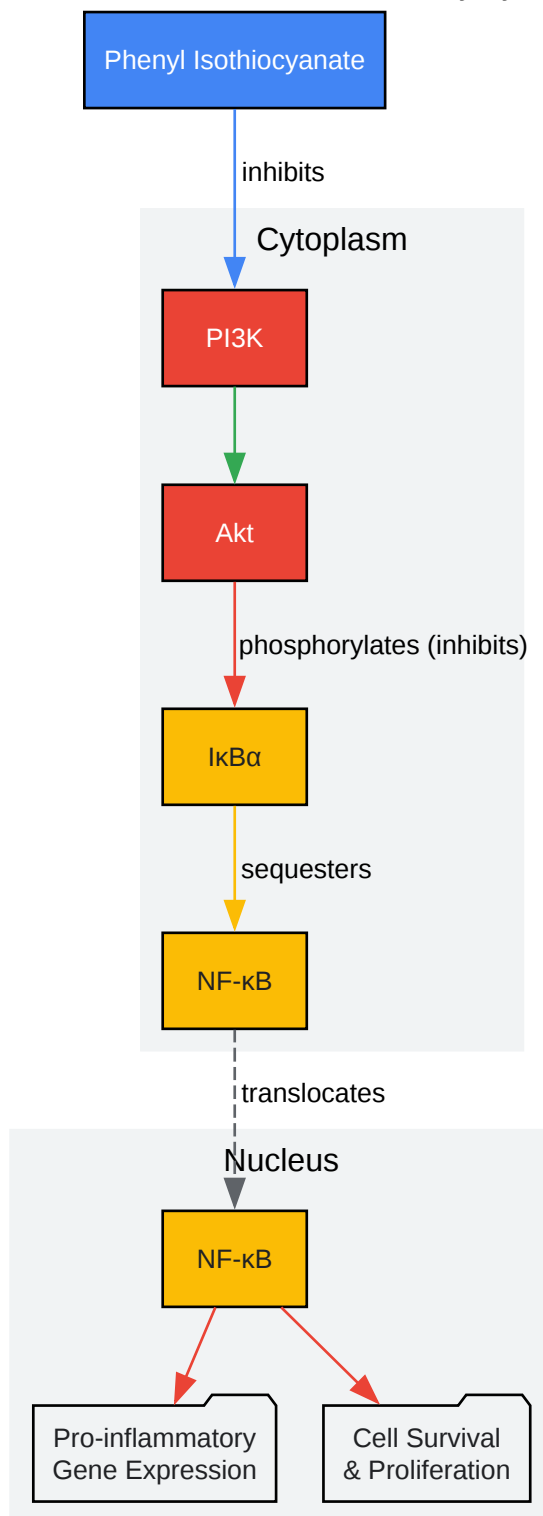 Phenyl Isothiocyanate
inhibits
Cytoplasm
PI3K
Akt
phosphorylates (inhibits)
IκBα
sequesters
NF-κB
translocates
Nucleus
NF-κB
Pro-inflammatory
Gene Expression
Cell Survival
& Proliferation